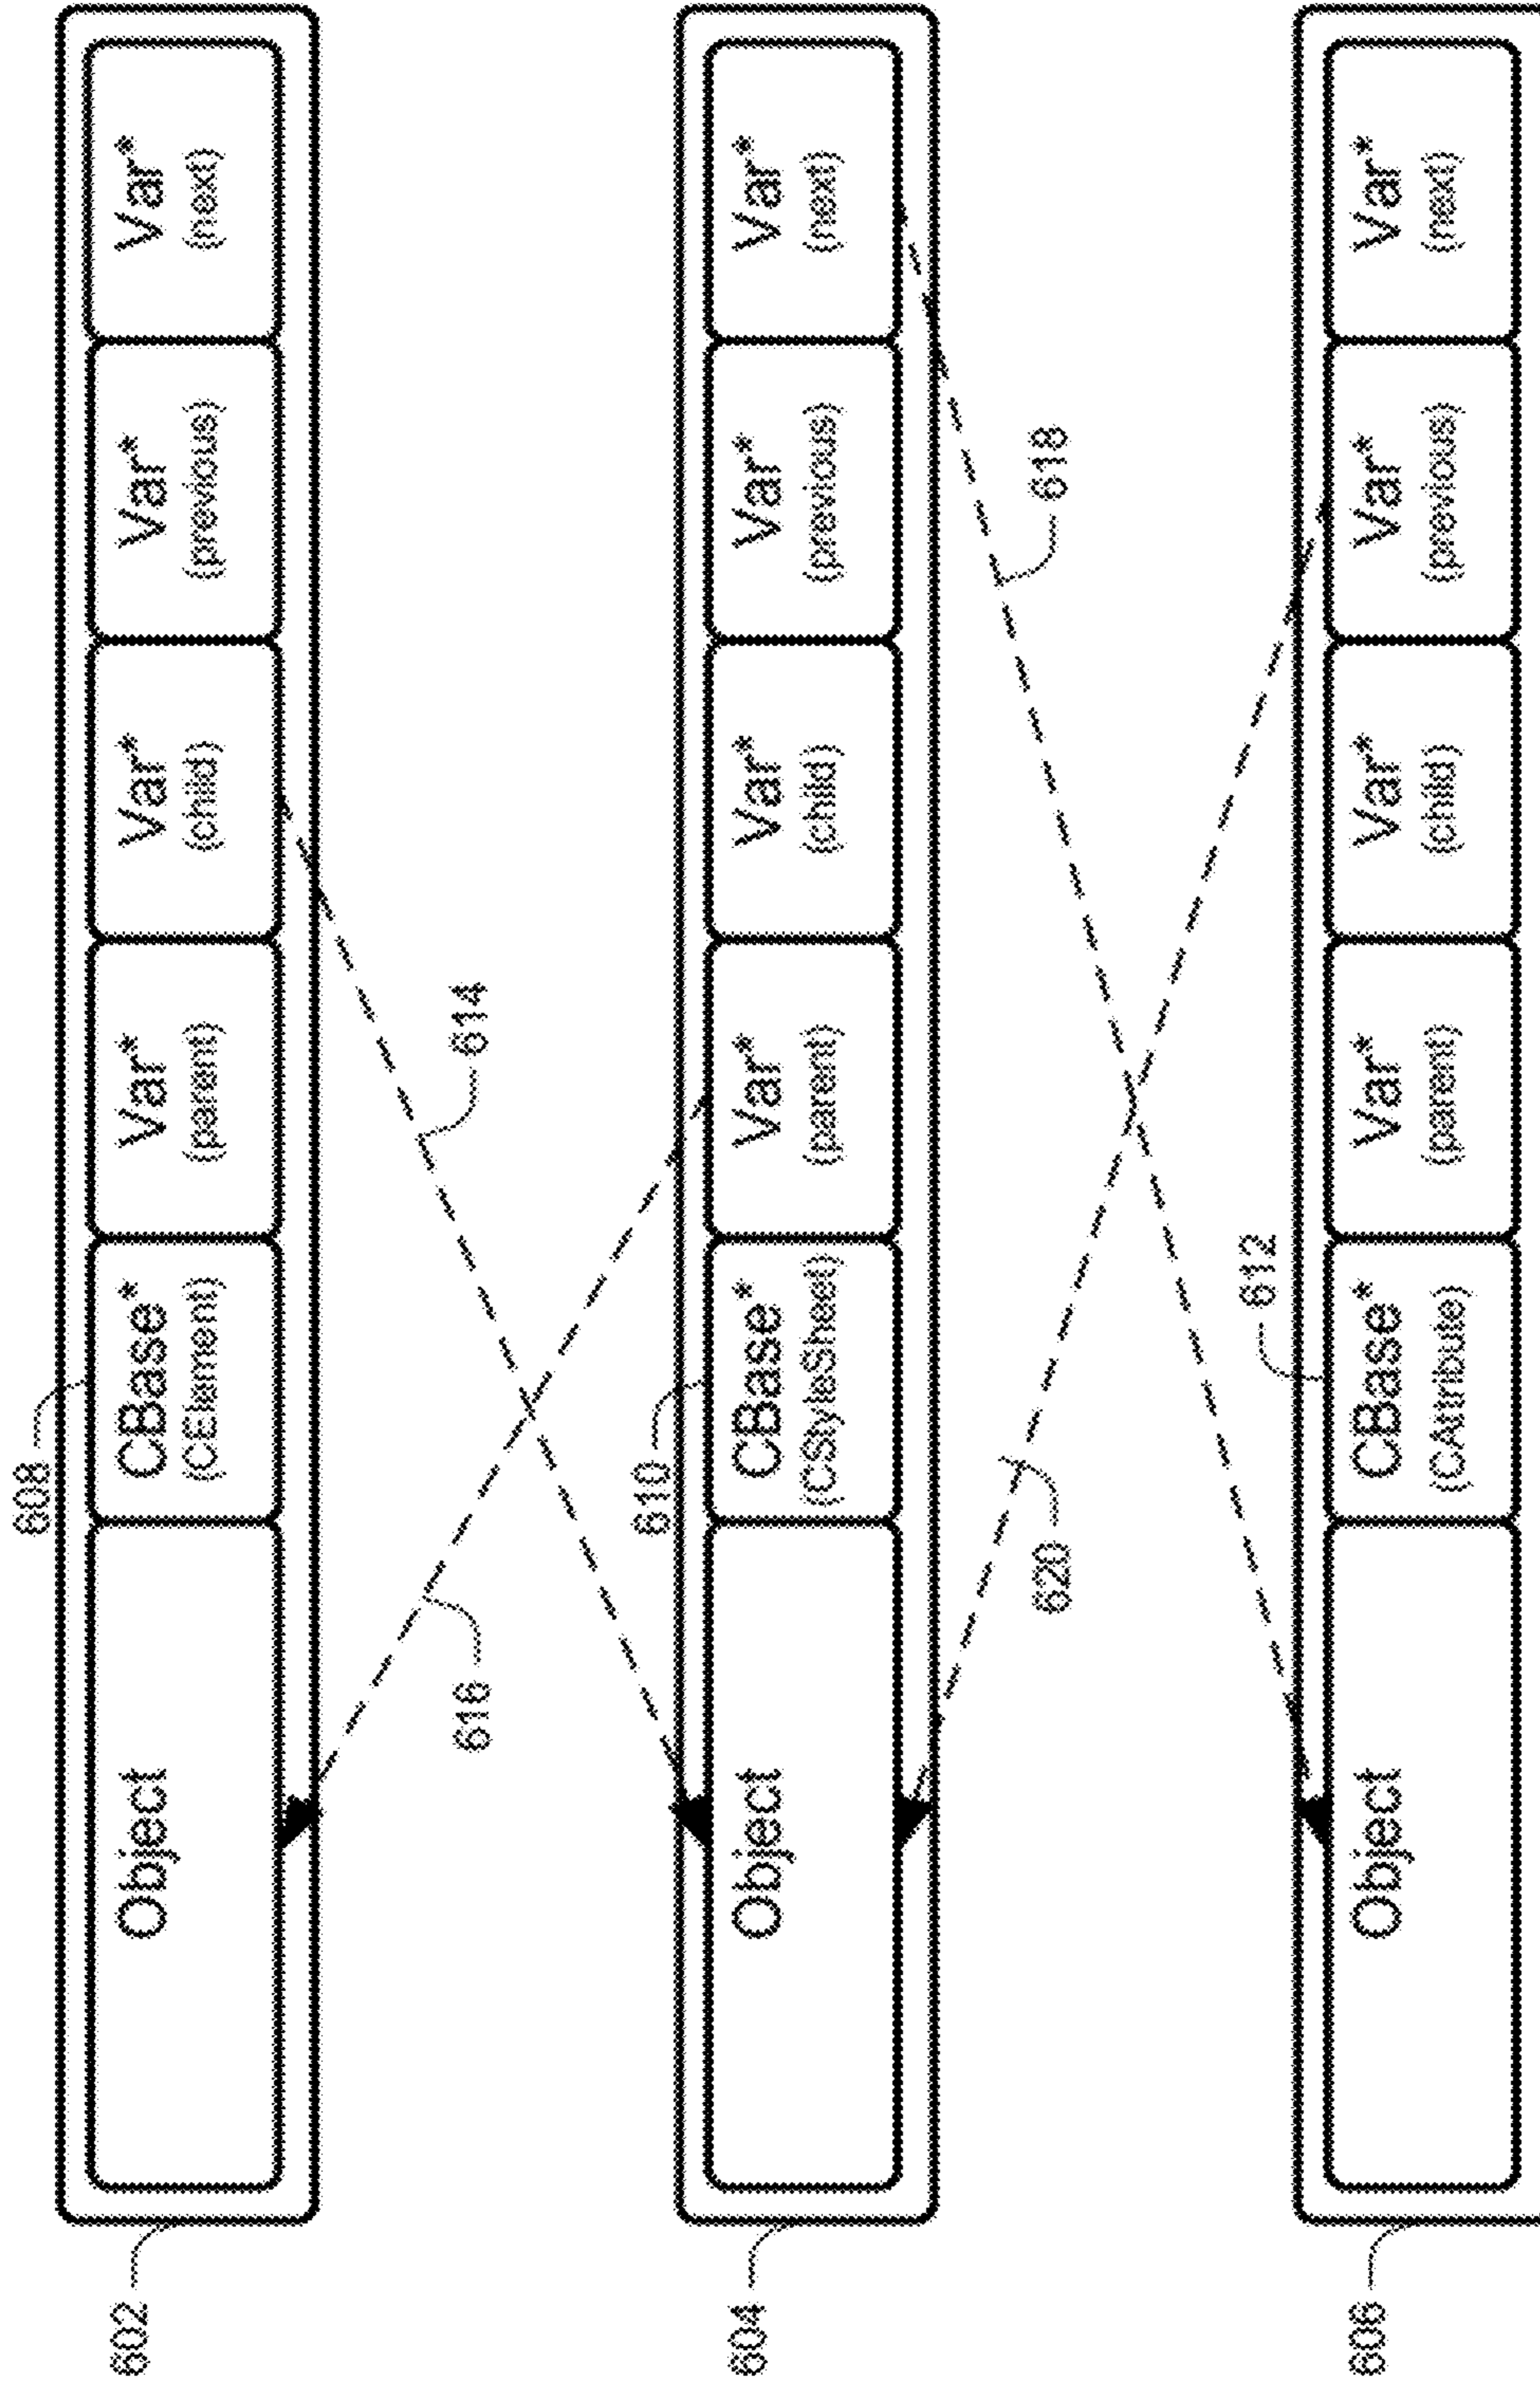 608
602
Object
CBase*
(CElement)
Var*
(parent)
Var*
(child)
Var*
(previous)
Var*
(next)
616
614
610
604
Object
CBase*
(CStyleSheet)
Var*
(parent)
Var*
(child)
Var*
(previous)
Var*
(next)
620
618
612
606
Object
CBase*
(CAttribute)
Var*
(parent)
Var*
(child)
Var*
(previous)
Var*
(next)